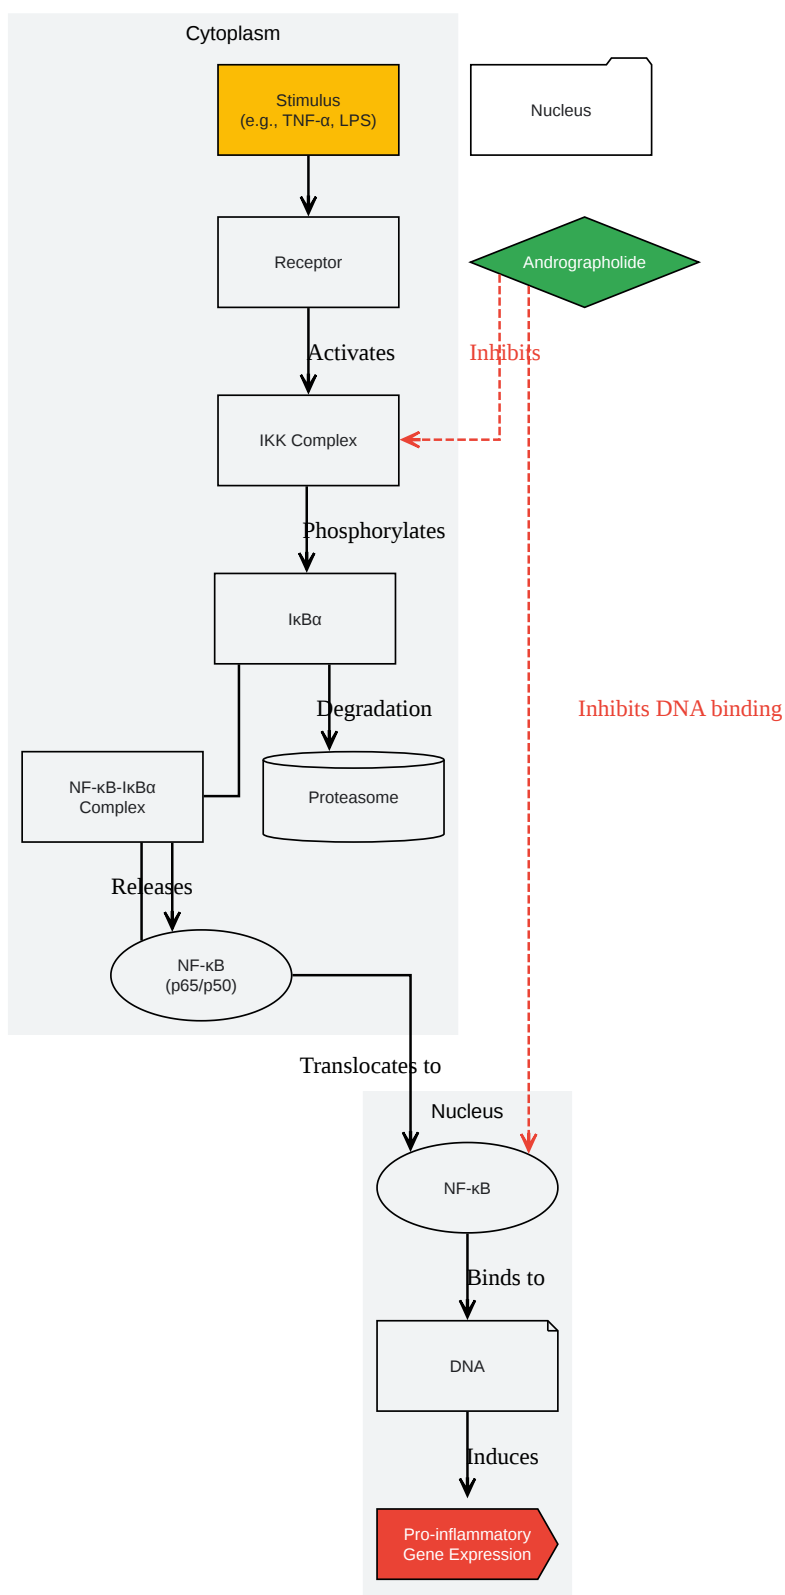 Cytoplasm
Stimulus
(e.g., TNF-α, LPS)
Nucleus
Receptor
Andrographolide
Activates
Inhibits
IKK Complex
Phosphorylates
IκBα
Degradation
Inhibits DNA binding
NF-κB-IκBα
Complex
Proteasome
Releases
NF-κB
(p65/p50)
Translocates to
Nucleus
NF-κB
Binds to
DNA
Induces
Pro-inflammatory
Gene Expression